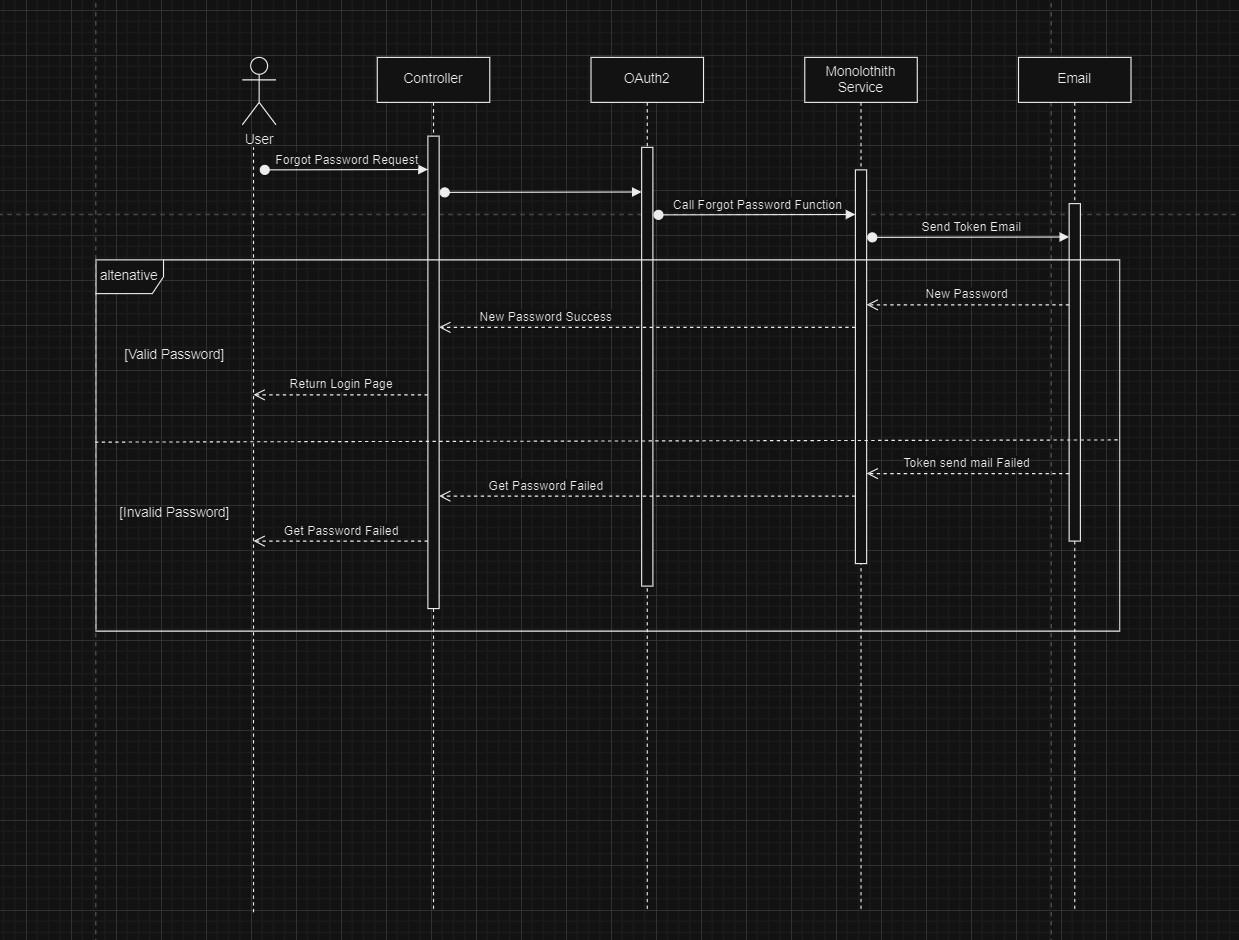 Controller
OAuth2
Monolothith
Service
Email
User
Forgot Password Request
Call Forgot Password Function
Send Token Email
altenative
New Password
New Password Success
[Valid Password]
Return Login Page
Token send mail Failed
Get Password Failed
[Invalid Password]
Get Password Failed